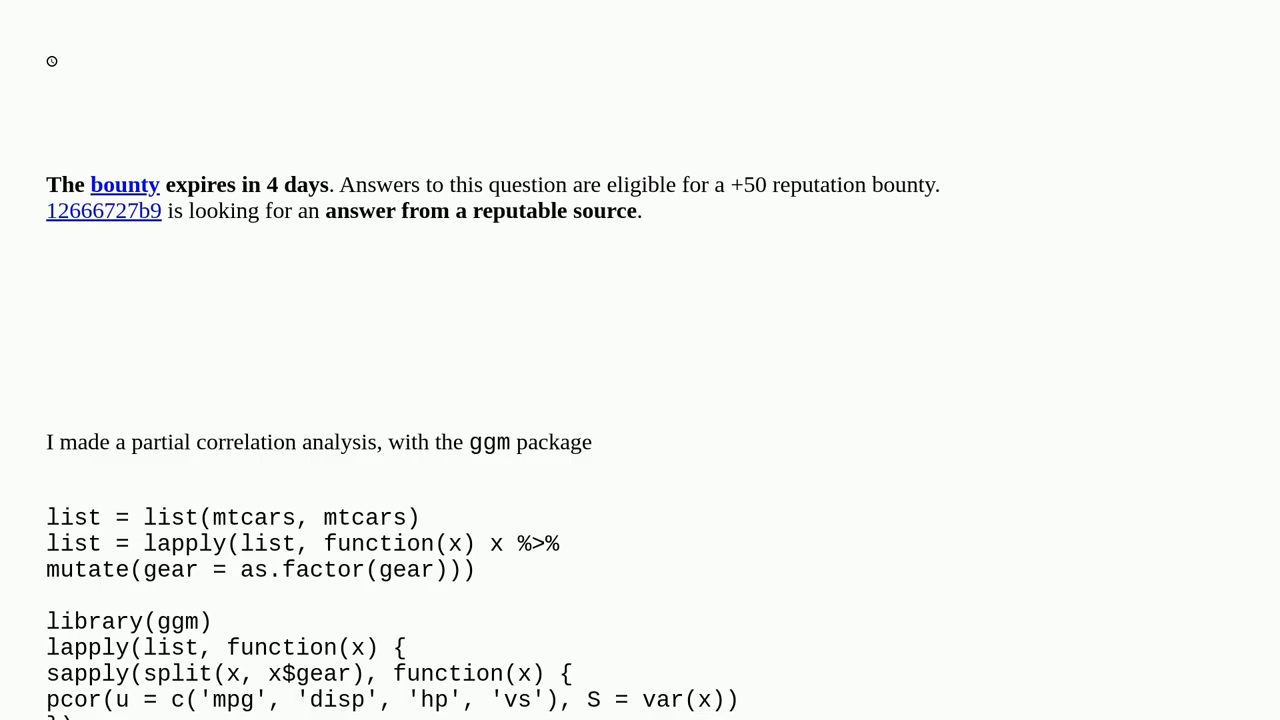 The bounty expires in 4 days. Answers to this question are eligible for a +50 reputation bounty.
12666727b9 is looking for an answer from a reputable source.
I made a partial correlation analysis, with the ggm package
list = list(mtcars, mtcars)
list = lapply(list, function(x) x %>%
mutate(gear = as.factor(gear)))
library(ggm)
lapply(list, function(x) {
sapply(split(x, x$gear), function(x) {
pcor(u = c('mpg', 'disp', 'hp', 'vs'), S = var(x))